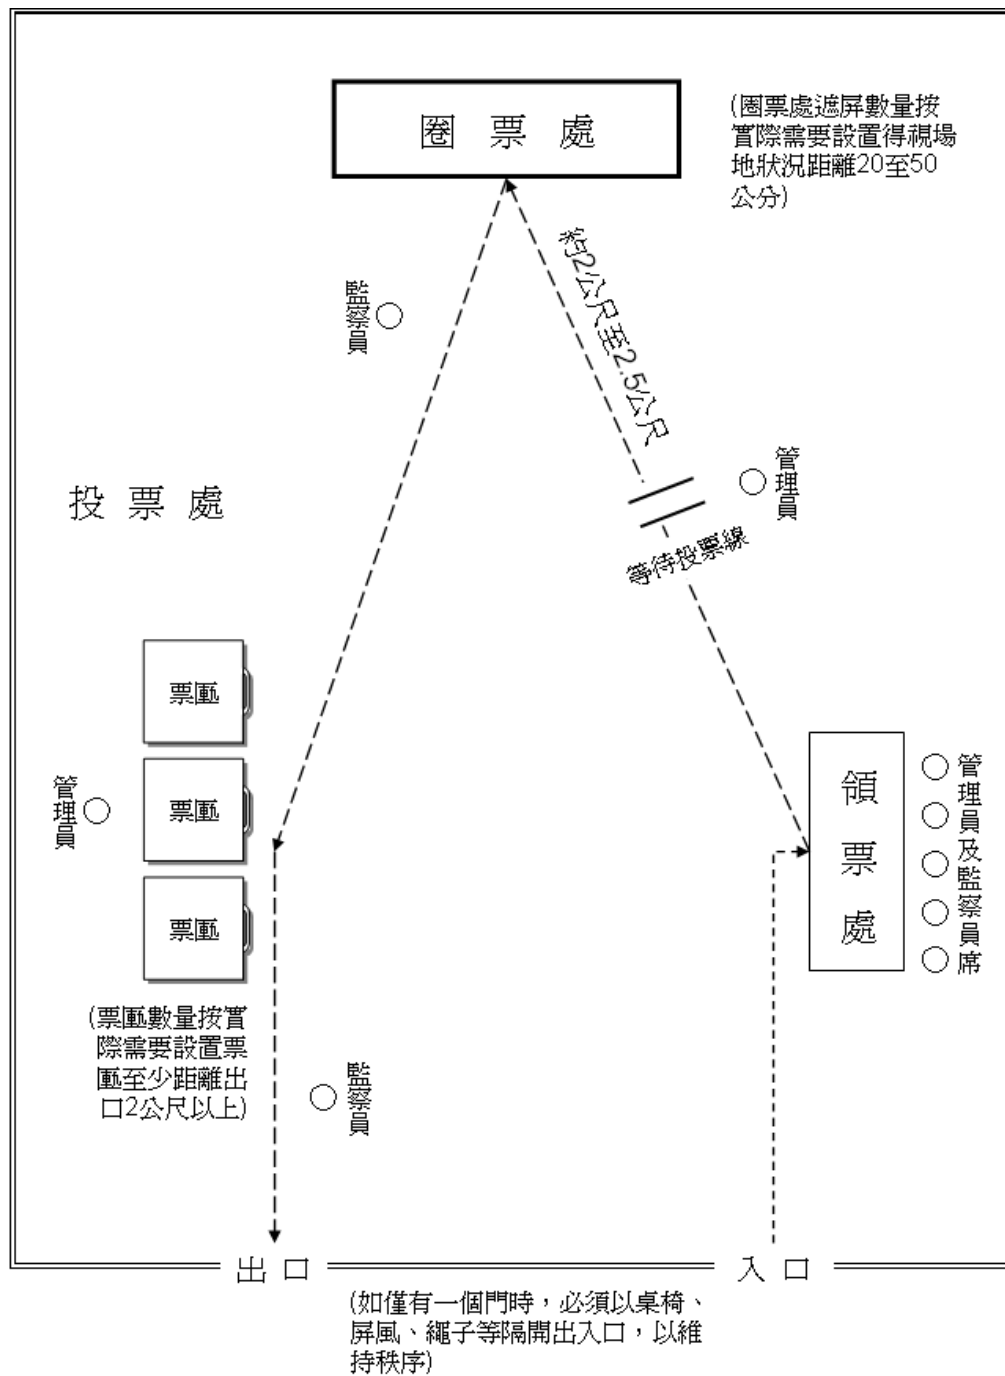 圈票處
(圈票處遮屏數量按
實際需要設置得視場
地狀況距離20至50
公分)
約2公尺至2.5公尺
監察員
管理員
投票處
等待投票線
票匭
管理員
票匭
票匭
領票處
管理員及監察員席
(票匭數量按實
際需要設置票
匭至少距離出
口2公尺以上)
監察員
出口
入口
(如僅有一個門時，必須以桌椅、
屏風、繩子等隔開出入口，以維
持秩序)